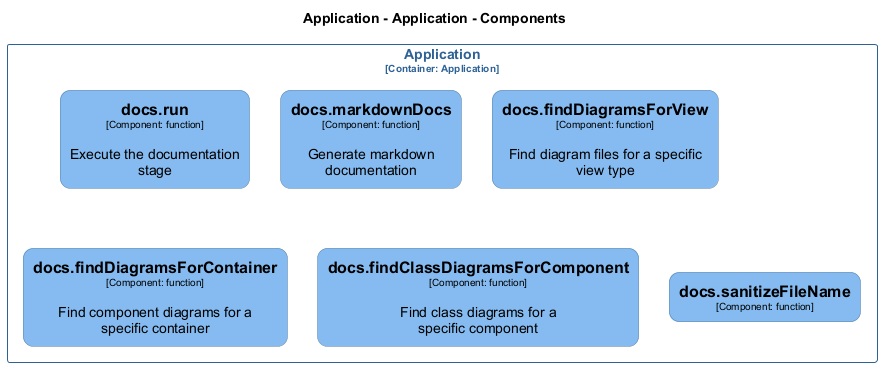 Application - Application - Components
Application
[Container: Application]
docs.run
[Component: function]
Execute the documentation
stage
docs.markdownDocs
[Component: function]
Generate markdown
documentation
docs.findDiagramsForView
[Component: function]
Find diagram files for a specific
view type
docs.findDiagramsForContainer
[Component: function]
Find component diagrams for a
specific container
docs.findClassDiagramsForComponent
[Component: function]
Find class diagrams for a
specific component
docs.sanitizeFileName
[Component: function]